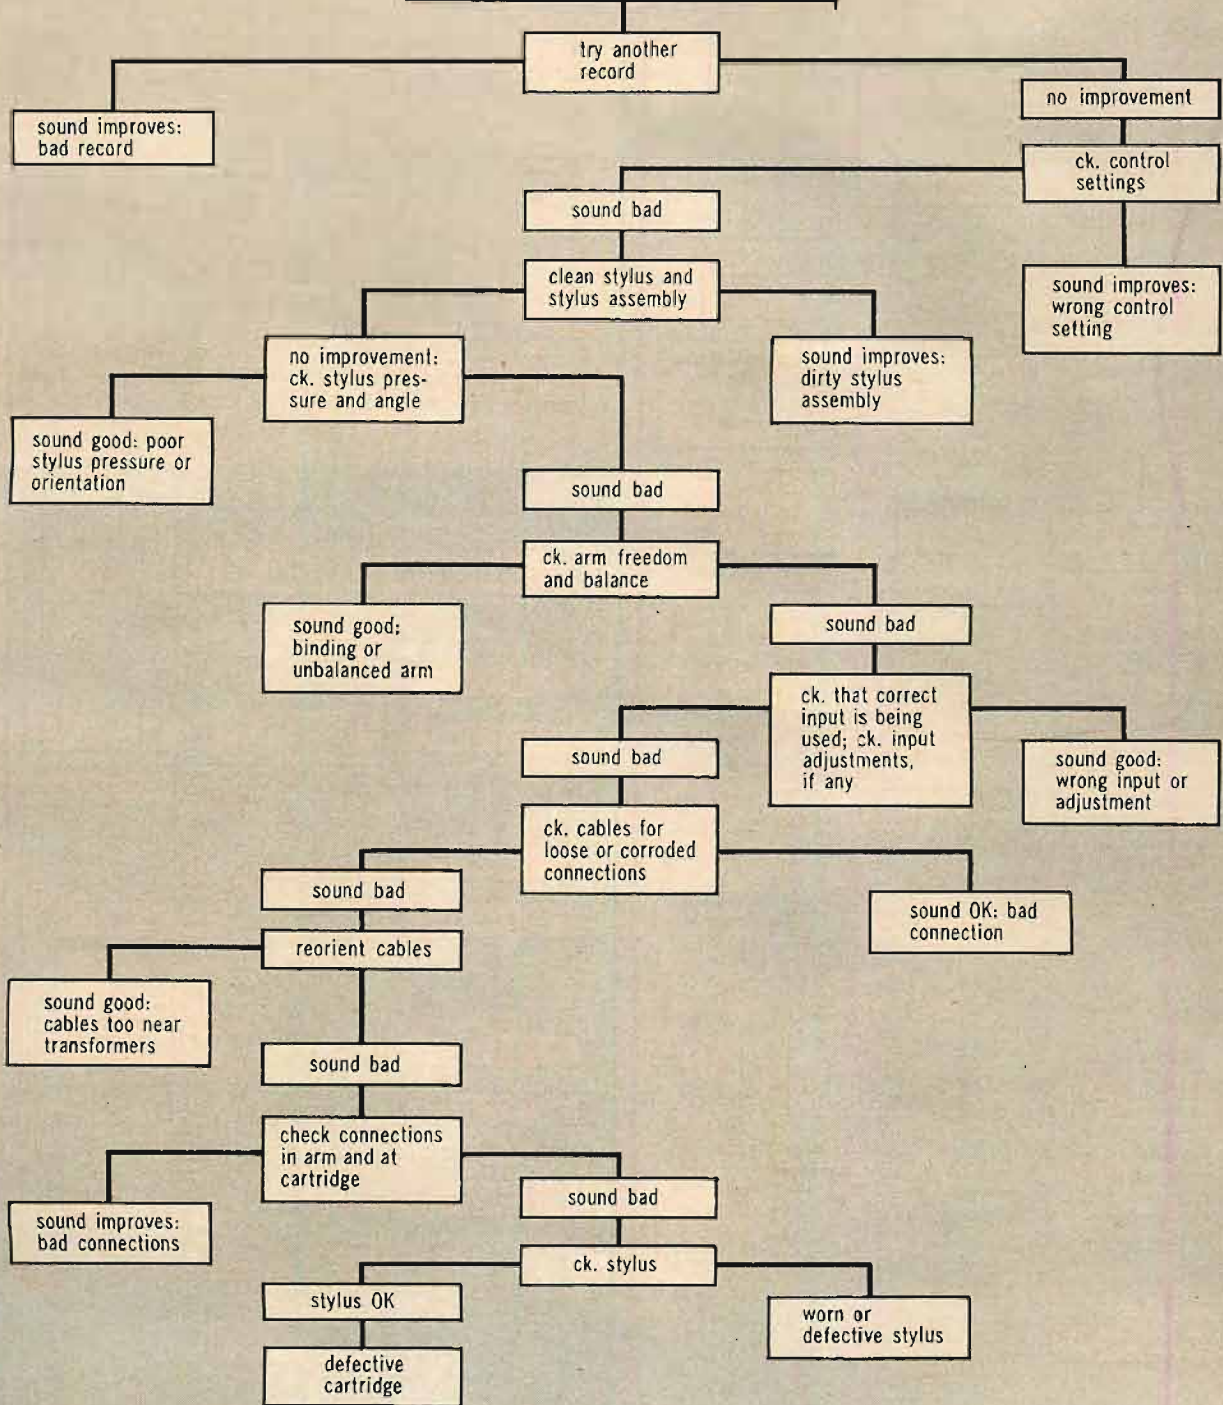 try another
record
no improvement
sound improves:
bad record
ck. control
settings
sound bad
clean stylus and
stylus assembly
sound improves:
wrong control
setting
no improvement:
ck. stylus pres-
sure and angle
sound improves:
dirty stylus
assembly
sound good: poor
stylus pressure or
orientation
sound bad
ck. arm freedom
and balance
sound good;
binding or
unbalanced arm
sound bad
ck. that correct
input is being
used; ck. input
adjustments,
if any
sound bad
sound good:
wrong input or
adjustment
ck. cables for
loose or corroded
connections
sound bad
sound OK: bad
connection
reorient cables
sound good:
cables too near
transformers
sound bad
check connections
in arm and at
cartridge
sound bad
sound improves:
bad connections
ck. stylus
stylus OK
worn or
defective stylus
defective
cartridge